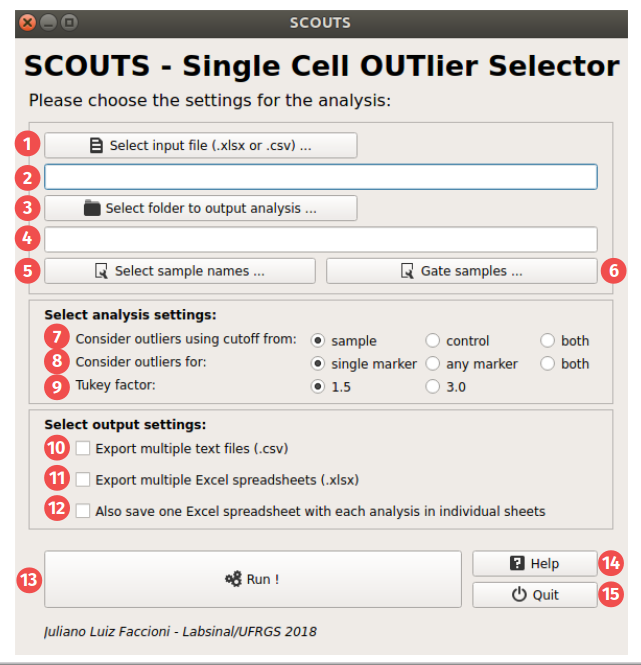 SCOUTS
SCOUTS - Single Cell OUTlier Selector
Please choose the settings for the analysis:
1 Select input file (.xlsx or .csv) ...
2
3 Select folder to output analysis ...
4
5 Select sample names ... Gate samples ... 6
Select analysis settings:
7 Consider outliers using cutoff from: sample control both
8 Consider outliers for: single marker any marker both
9 Tukey factor: 1.5 3.0
Select output settings:
10 Export multiple text files (.csv)
11 Export multiple Excel spreadsheets (.xlsx)
12 Also save one Excel spreadsheet with each analysis in individual sheets
13 Run ! 
? Help 14
Quit 15
Juliano Luiz Faccioni - Labsinal/UFRGS 2018